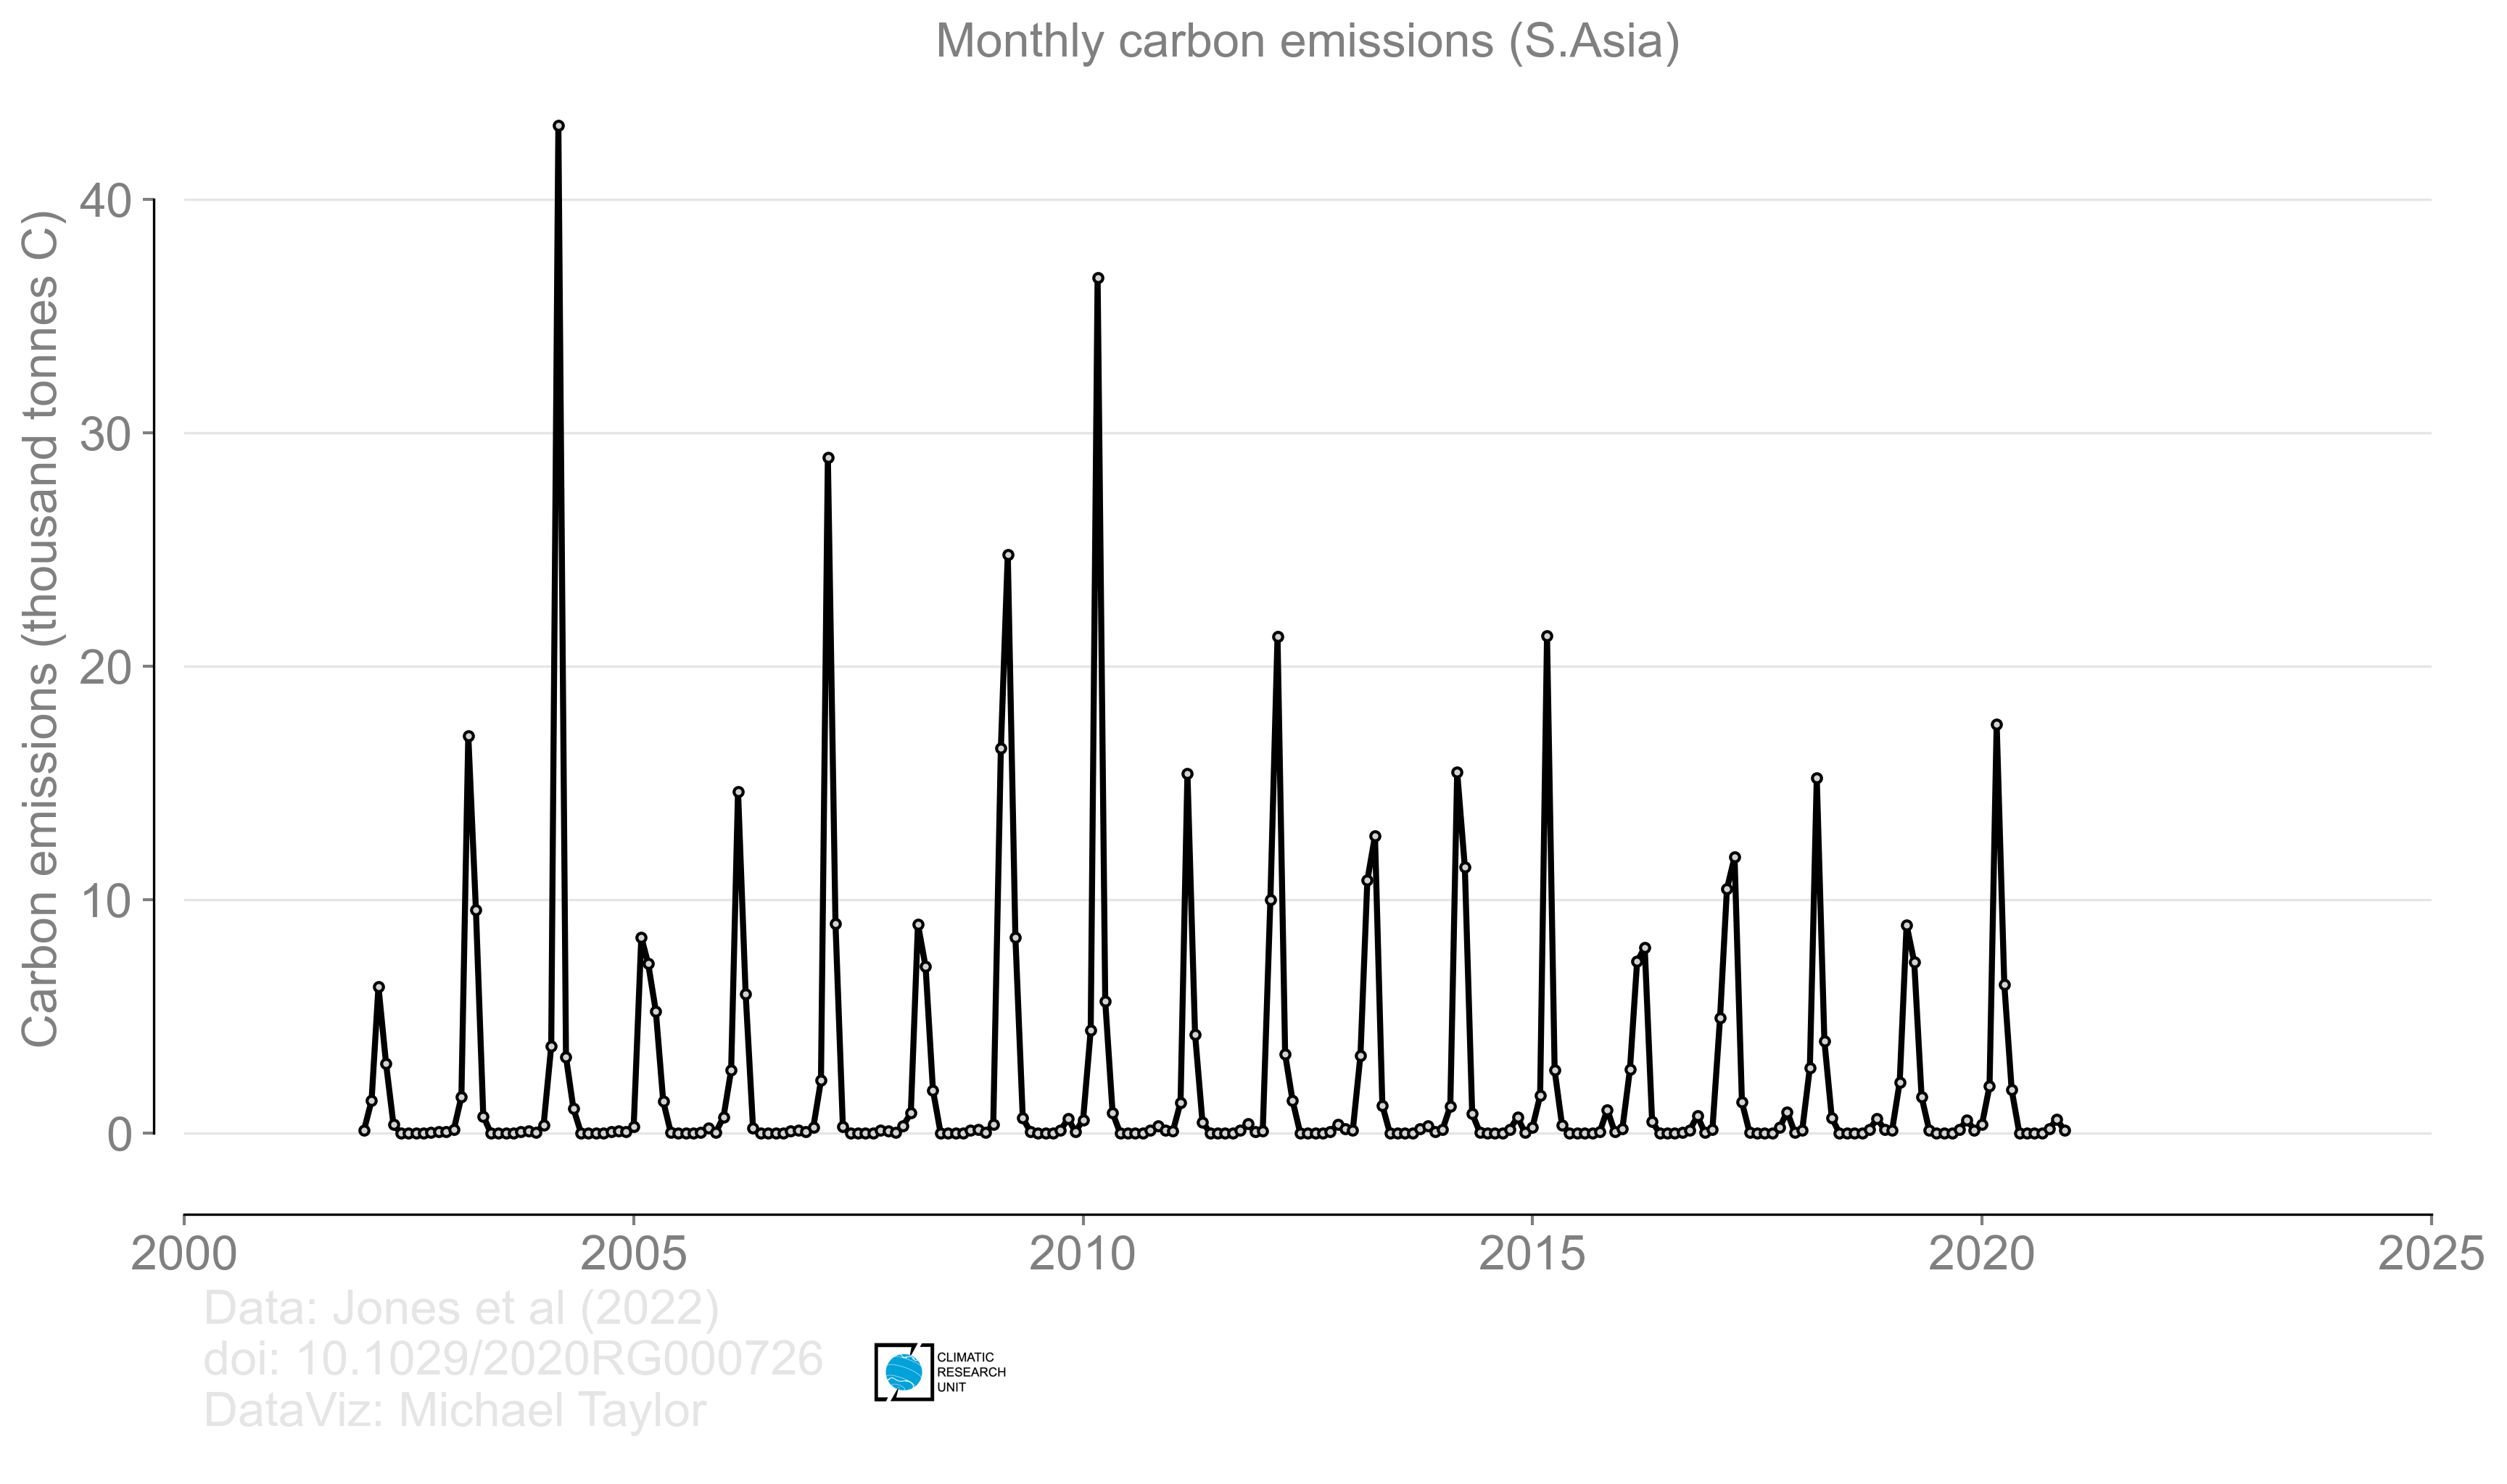 Monthly carbon emissions (S.Asia)
Carbon emissions (thousand tonnes C)
40
30
20
10
0
2000 2005 2010 2015 2020 2025
Data: Jones et al (2022)
doi: 10.1029/2020RG000726
DataViz: Michael Taylor
CLIMATIC
RESEARCH
UNIT